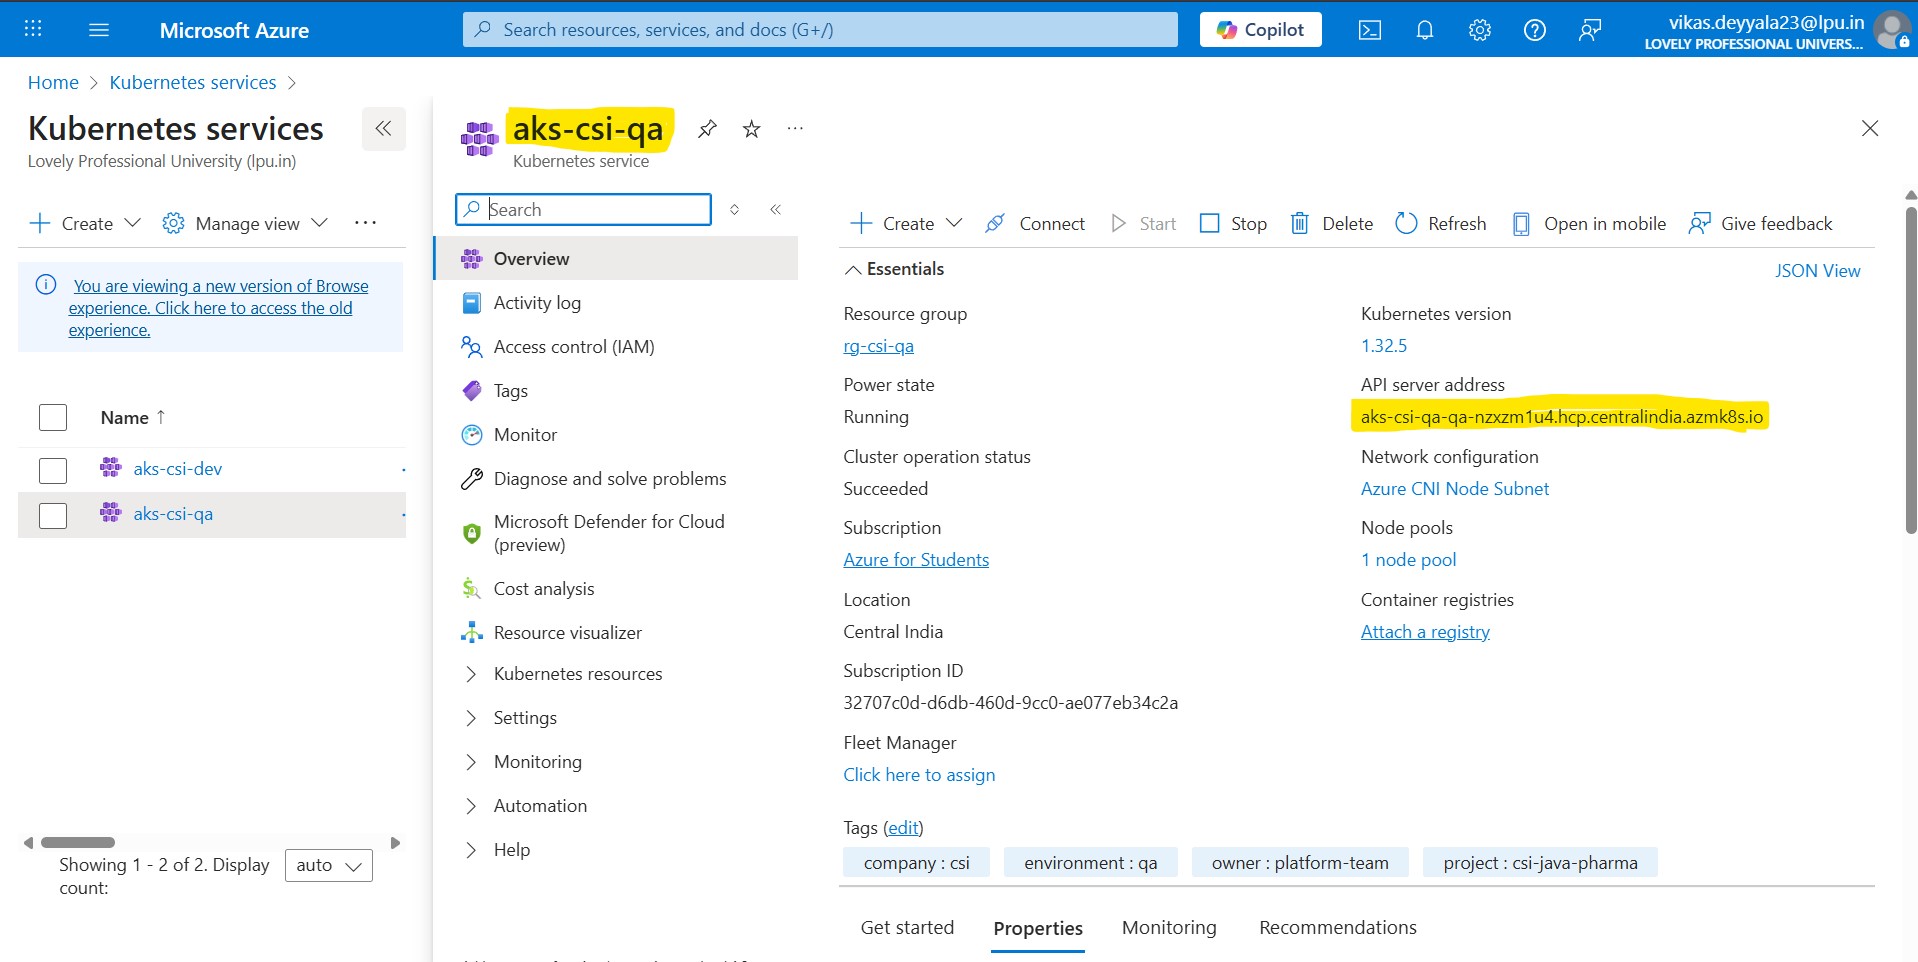 Microsoft Azure
Search resources, services, and docs (G+/)
Copilot
vikas.deyyala23@lpu.in
LOVELY PROFESSIONAL UNIVERS...
Home > Kubernetes services >
Kubernetes services
Lovely Professional University (lpu.in)
Create
Manage view
...
You are viewing a new version of Browse
experience. Click here to access the old
experience.
Name ↑
aks-csi-dev
aks-csi-qa
Showing 1 - 2 of 2. Display
count:
auto
aks-csi-qa
...
Kubernetes service
Search
Overview
Activity log
Access control (IAM)
Tags
Monitor
Diagnose and solve problems
Microsoft Defender for Cloud
(preview)
Cost analysis
Resource visualizer
Kubernetes resources
Settings
Monitoring
Automation
Help
Create
Connect
Start
Stop
Delete
Refresh
Open in mobile
Give feedback
Essentials
JSON View
Resource group
rg-csi-qa
Power state
Running
Cluster operation status
Succeeded
Subscription
Azure for Students
Location
Central India
Subscription ID
32707c0d-d6db-460d-9cc0-ae077eb34c2a
Fleet Manager
Click here to assign
Kubernetes version
1.32.5
API server address
aks-csi-qa-qa-nzxzm1u4.hcp.centralindia.azmk8s.io
Network configuration
Azure CNI Node Subnet
Node pools
1 node pool
Container registries
Attach a registry
Tags (edit)
company : csi
environment : qa
owner : platform-team
project : csi-java-pharma
Get started
Properties
Monitoring
Recommendations